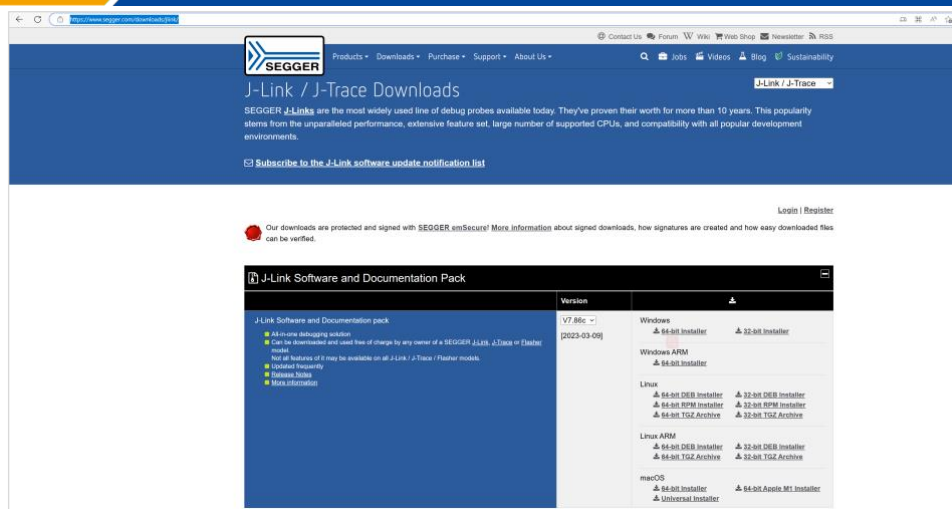 https://www.segger.com/downloads/jlink/
Contact Us Forum Wiki Web Shop Newsletter RSS
SEGGER
Products Downloads Purchase Support About Us
Jobs Videos Blog Sustainability
J-Link / J-Trace Downloads
J-Link / J-Trace
SEGGER J-Links are the most widely used line of debug probes available today. They've proven their worth for more than 10 years. This popularity
stems from the unparalleled performance, extensive feature set, large number of supported CPUs, and compatibility with all popular development
environments.
Subscribe to the J-Link software update notification list
Login | Register
Our downloads are protected and signed with SEGGER emSecure! More information about signed downloads, how signatures are created and how easy downloaded files
can be verified.
J-Link Software and Documentation Pack
Version
J-Link Software and Documentation pack
All-in-one debugging solution
Can be downloaded and used free of charge by any owner of a SEGGER J-Link, J-Trace or Flasher
model.
Not all features of it may be available on all J-Link / J-Trace / Flasher models.
Updated frequently
Release Notes
More information
V7.86c
[2023-03-09]
Windows
64-bit Installer 32-bit Installer
Windows ARM
64-bit Installer
Linux
64-bit DEB Installer 32-bit DEB Installer
64-bit RPM Installer 32-bit RPM Installer
64-bit TGZ Archive 32-bit TGZ Archive
Linux ARM
64-bit DEB Installer 32-bit DEB Installer
64-bit TGZ Archive 32-bit TGZ Archive
macOS
64-bit Installer 64-bit Apple M1 Installer
Universal Installer